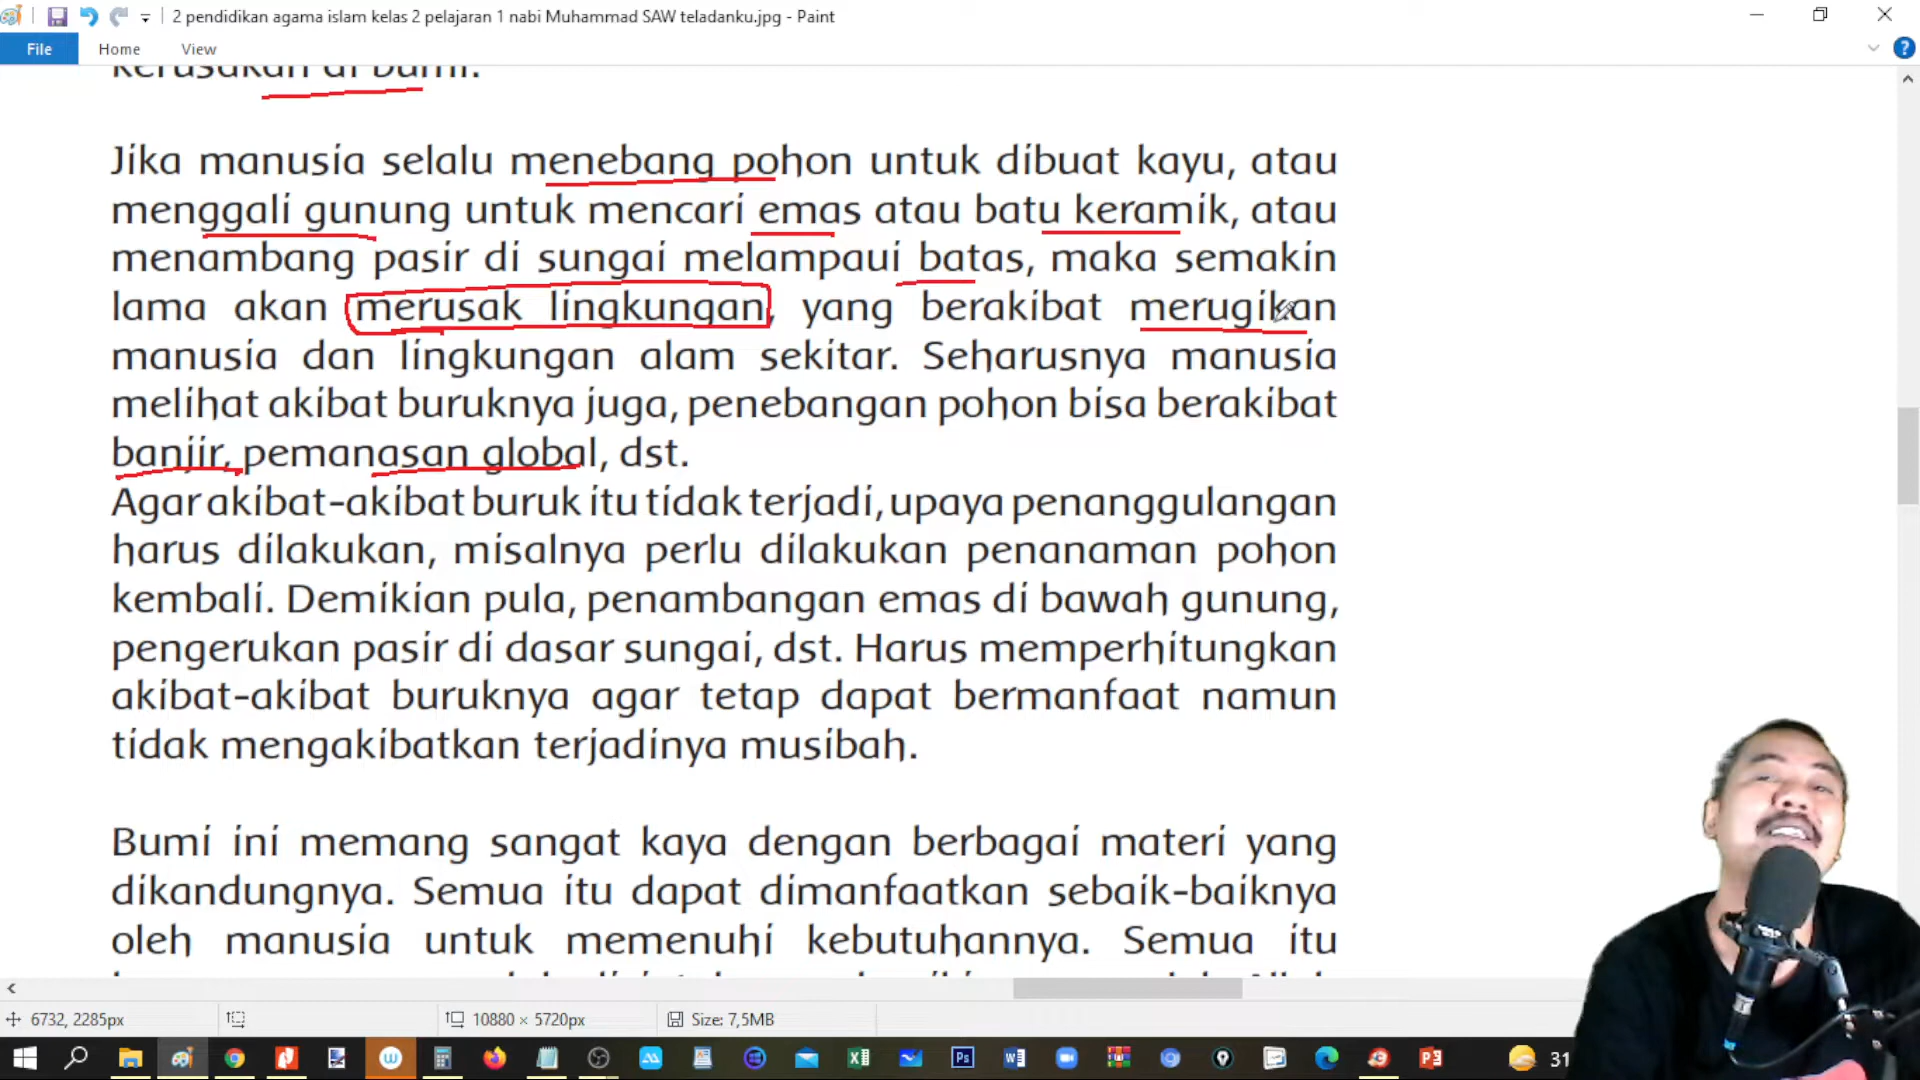 2 pendidikan agama islam kelas 2 pelajaran 1 nabi Muhammad SAW teladanku.jpg - Paint
File Home View
kerusakan di bumi.
Jika manusia selalu menebang pohon untuk dibuat kayu, atau
menggali gunung untuk mencari emas atau batu keramik, atau
menambang pasir di sungai melampaui batas, maka semakin
lama akan merusak lingkungan, yang berakibat merugikan
manusia dan lingkungan alam sekitar. Seharusnya manusia
melihat akibat buruknya juga, penebangan pohon bisa berakibat
banjir, pemanasan global, dst.
Agar akibat-akibat buruk itu tidak terjadi, upaya penanggulangan
harus dilakukan, misalnya perlu dilakukan penanaman pohon
kembali. Demikian pula, penambangan emas di bawah gunung,
pengerukan pasir di dasar sungai, dst. Harus memperhitungkan
akibat-akibat buruknya agar tetap dapat bermanfaat namun
tidak mengakibatkan terjadinya musibah.
Bumi ini memang sangat kaya dengan berbagai materi yang
dikandungnya. Semua itu dapat dimanfaatkan sebaik-baiknya
oleh manusia untuk memenuhi kebutuhannya. Semua itu
6732, 2285px 10880 × 5720px Size: 7,5MB
31